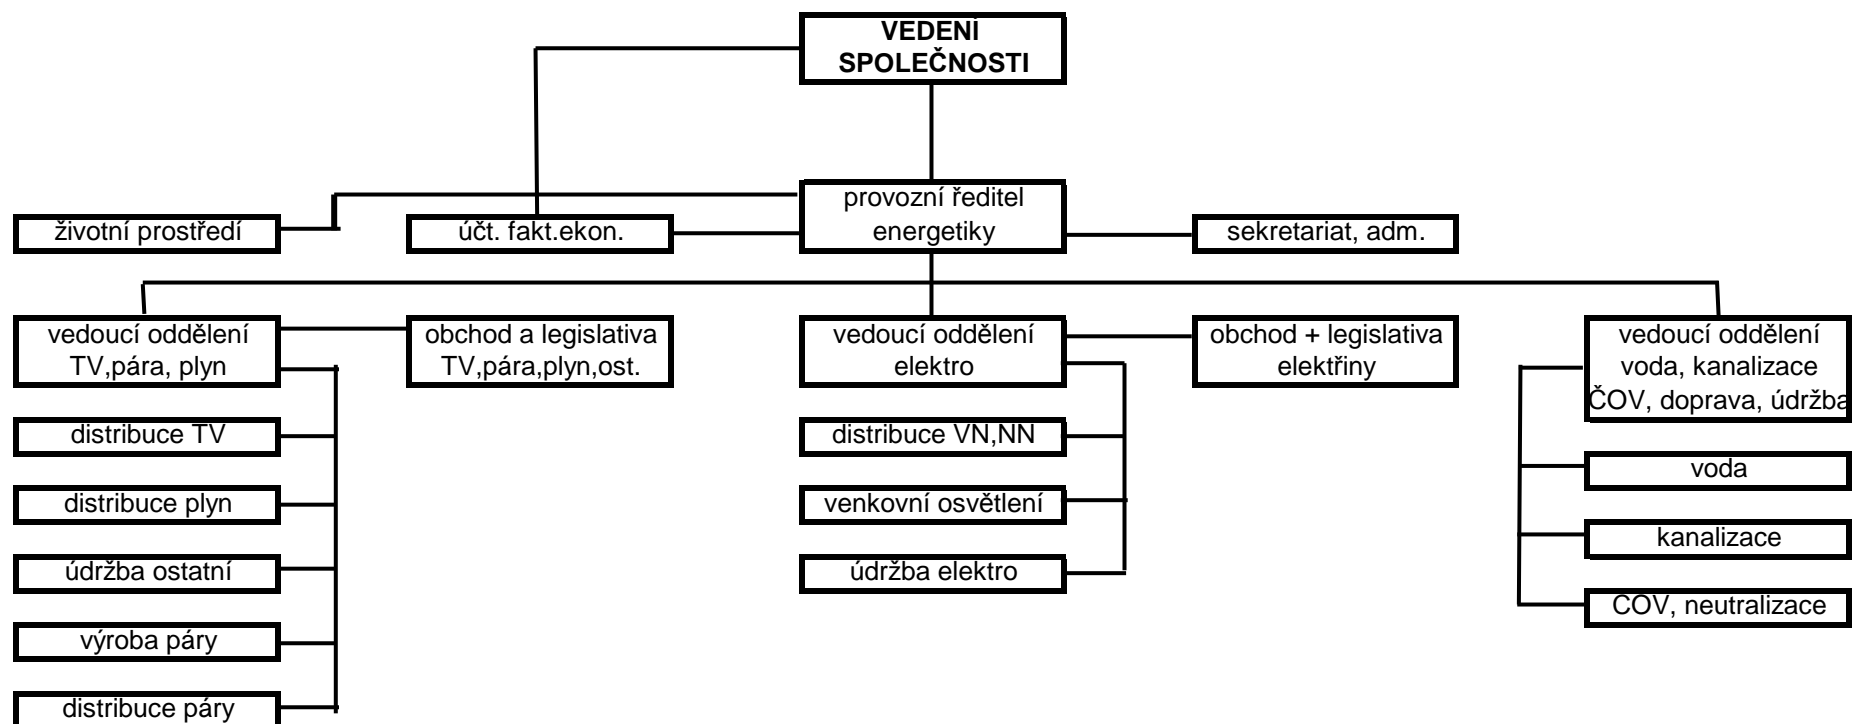 VEDENÍ
SPOLEČNOSTI
provozní ředitel
energetiky
životní prostředí
účt. fakt.ekon.
sekretariat, adm.
vedoucí oddělení
TV,pára, plyn
obchod a legislativa
TV,pára,plyn,ost.
vedoucí oddělení
elektro
obchod + legislativa
elektřiny
vedoucí oddělení
voda, kanalizace
ČOV, doprava, údržba
distribuce TV
distribuce plyn
údržba ostatní
výroba páry
distribuce páry
distribuce VN,NN
venkovní osvětlení
údržba elektro
voda
kanalizace
ČOV, neutralizace